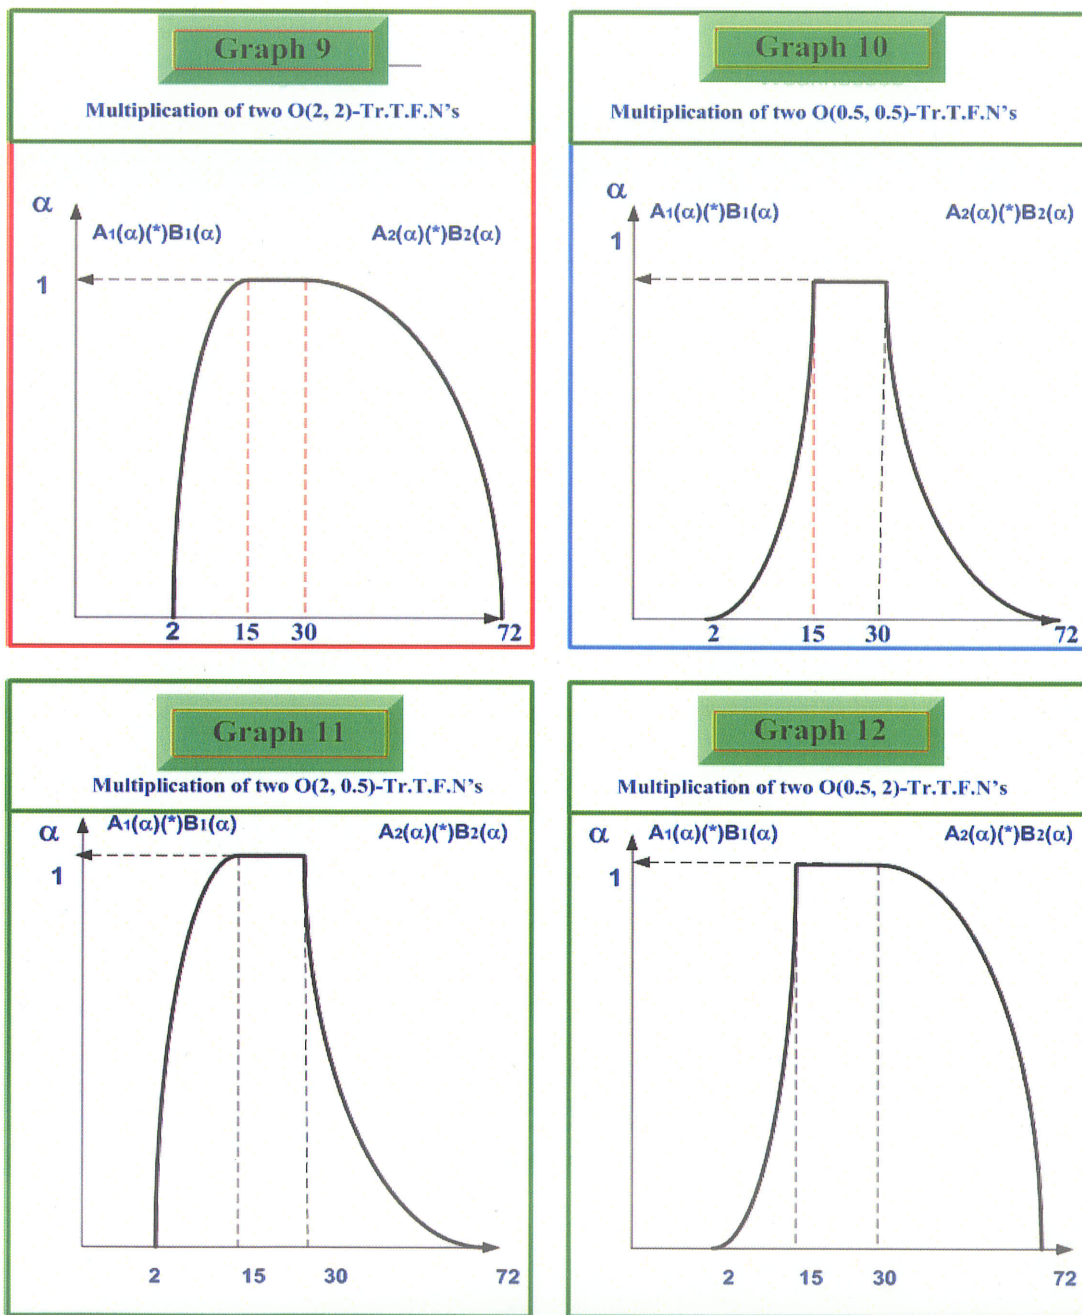 Graph 9
Multiplication of two O(2, 2)-Tr.T.F.N's
α
A1(α)(*)B1(α)
A2(α)(*)B2(α)
1
2
15
30
72
Graph 10
Multiplication of two O(0.5, 0.5)-Tr.T.F.N's
α
A1(α)(*)B1(α)
A2(α)(*)B2(α)
1
2
15
30
72
Graph 11
Multiplication of two O(2, 0.5)-Tr.T.F.N's
α
A1(α)(*)B1(α)
A2(α)(*)B2(α)
1
2
15
30
72
Graph 12
Multiplication of two O(0.5, 2)-Tr.T.F.N's
α
A1(α)(*)B1(α)
A2(α)(*)B2(α)
1
2
15
30
72